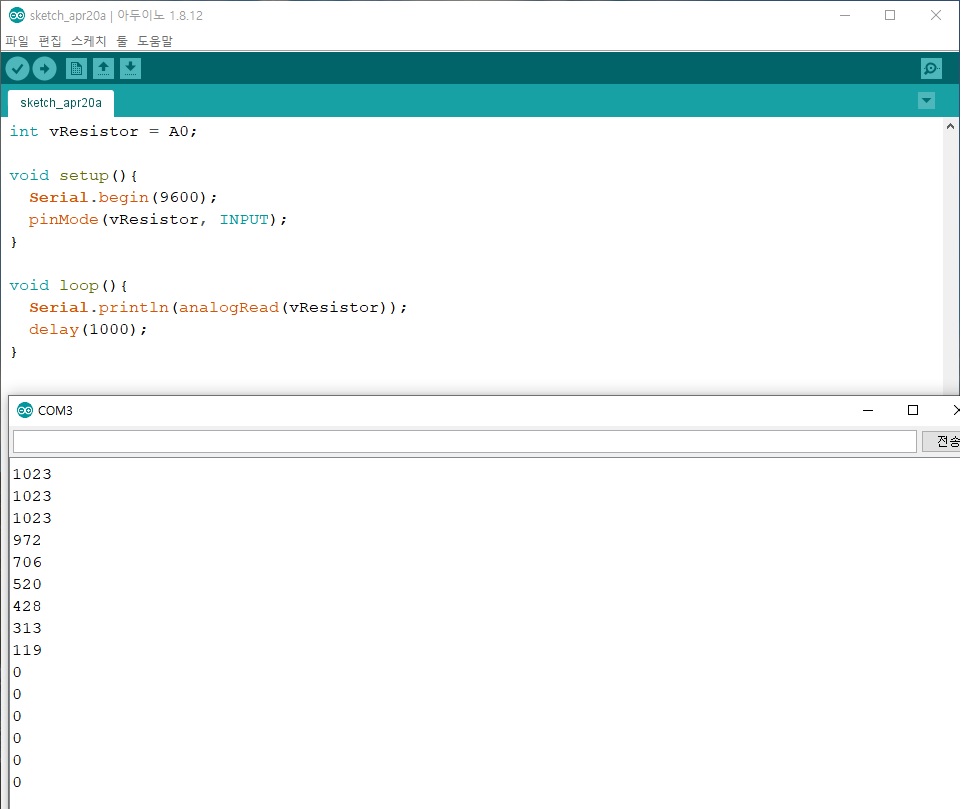 sketch_apr20a | 아두이노 1.8.12
파일 편집 스케치 툴 도움말
sketch_apr20a
int vResistor = A0;
void setup(){
Serial.begin(9600);
pinMode(vResistor, INPUT);
}
void loop(){
Serial.println(analogRead(vResistor));
delay(1000);
}
COM3
전송
1023
1023
1023
972
706
520
428
313
119
0
0
0
0
0
0